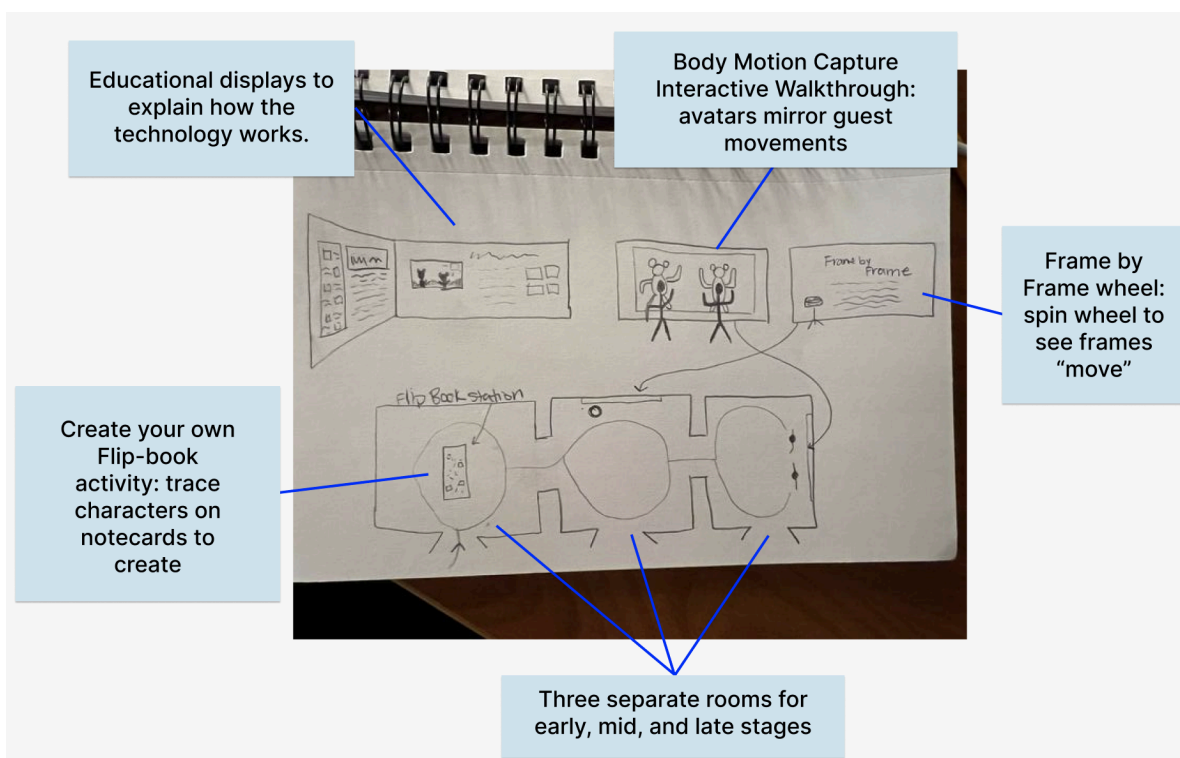 Educational displays to
explain how the
technology works.
Body Motion Capture
Interactive Walkthrough:
avatars mirror guest
movements
Frame by
Frame
Frame by
Frame wheel:
spin wheel to
see frames
“move”
Flip Book station
Create your own
Flip-book
activity: trace
characters on
notecards to
create
Three separate rooms for
early, mid, and late stages